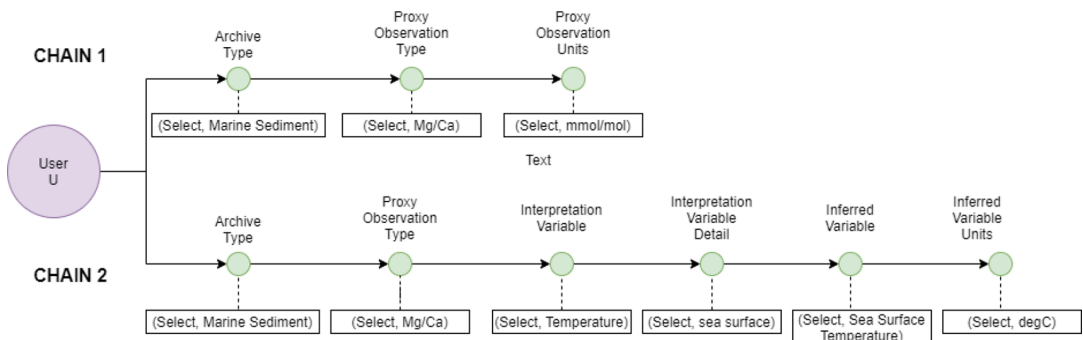 CHAIN 1
Archive
Type
Proxy
Observation
Type
Proxy
Observation
Units
(Select, Marine Sediment)
(Select, Mg/Ca)
(Select, mmol/mol)
User
U
Text
CHAIN 2
Archive
Type
Proxy
Observation
Type
Interpretation
Variable
Interpretation
Variable
Detail
Inferred
Variable
Inferred
Variable
Units
(Select, Marine Sediment)
(Select, Mg/Ca)
(Select, Temperature)
(Select, sea surface)
(Select, Sea Surface
Temperature)
(Select, degC)